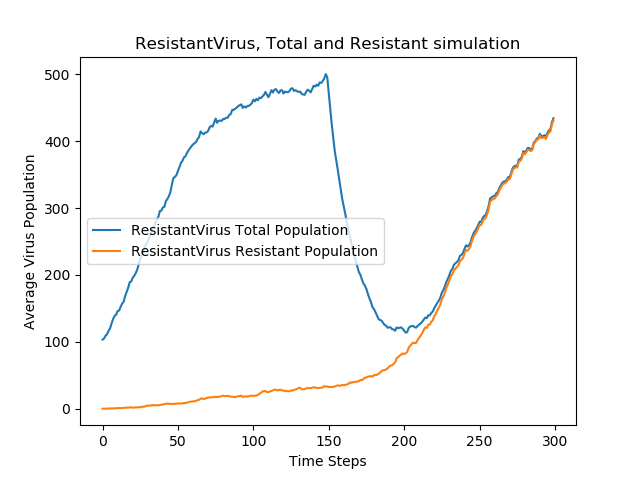 ResistantVirus, Total and Resistant simulation
500
400
300
200
100
0
Average Virus Population
ResistantVirus Total Population
ResistantVirus Resistant Population
0 50 100 150 200 250 300
Time Steps